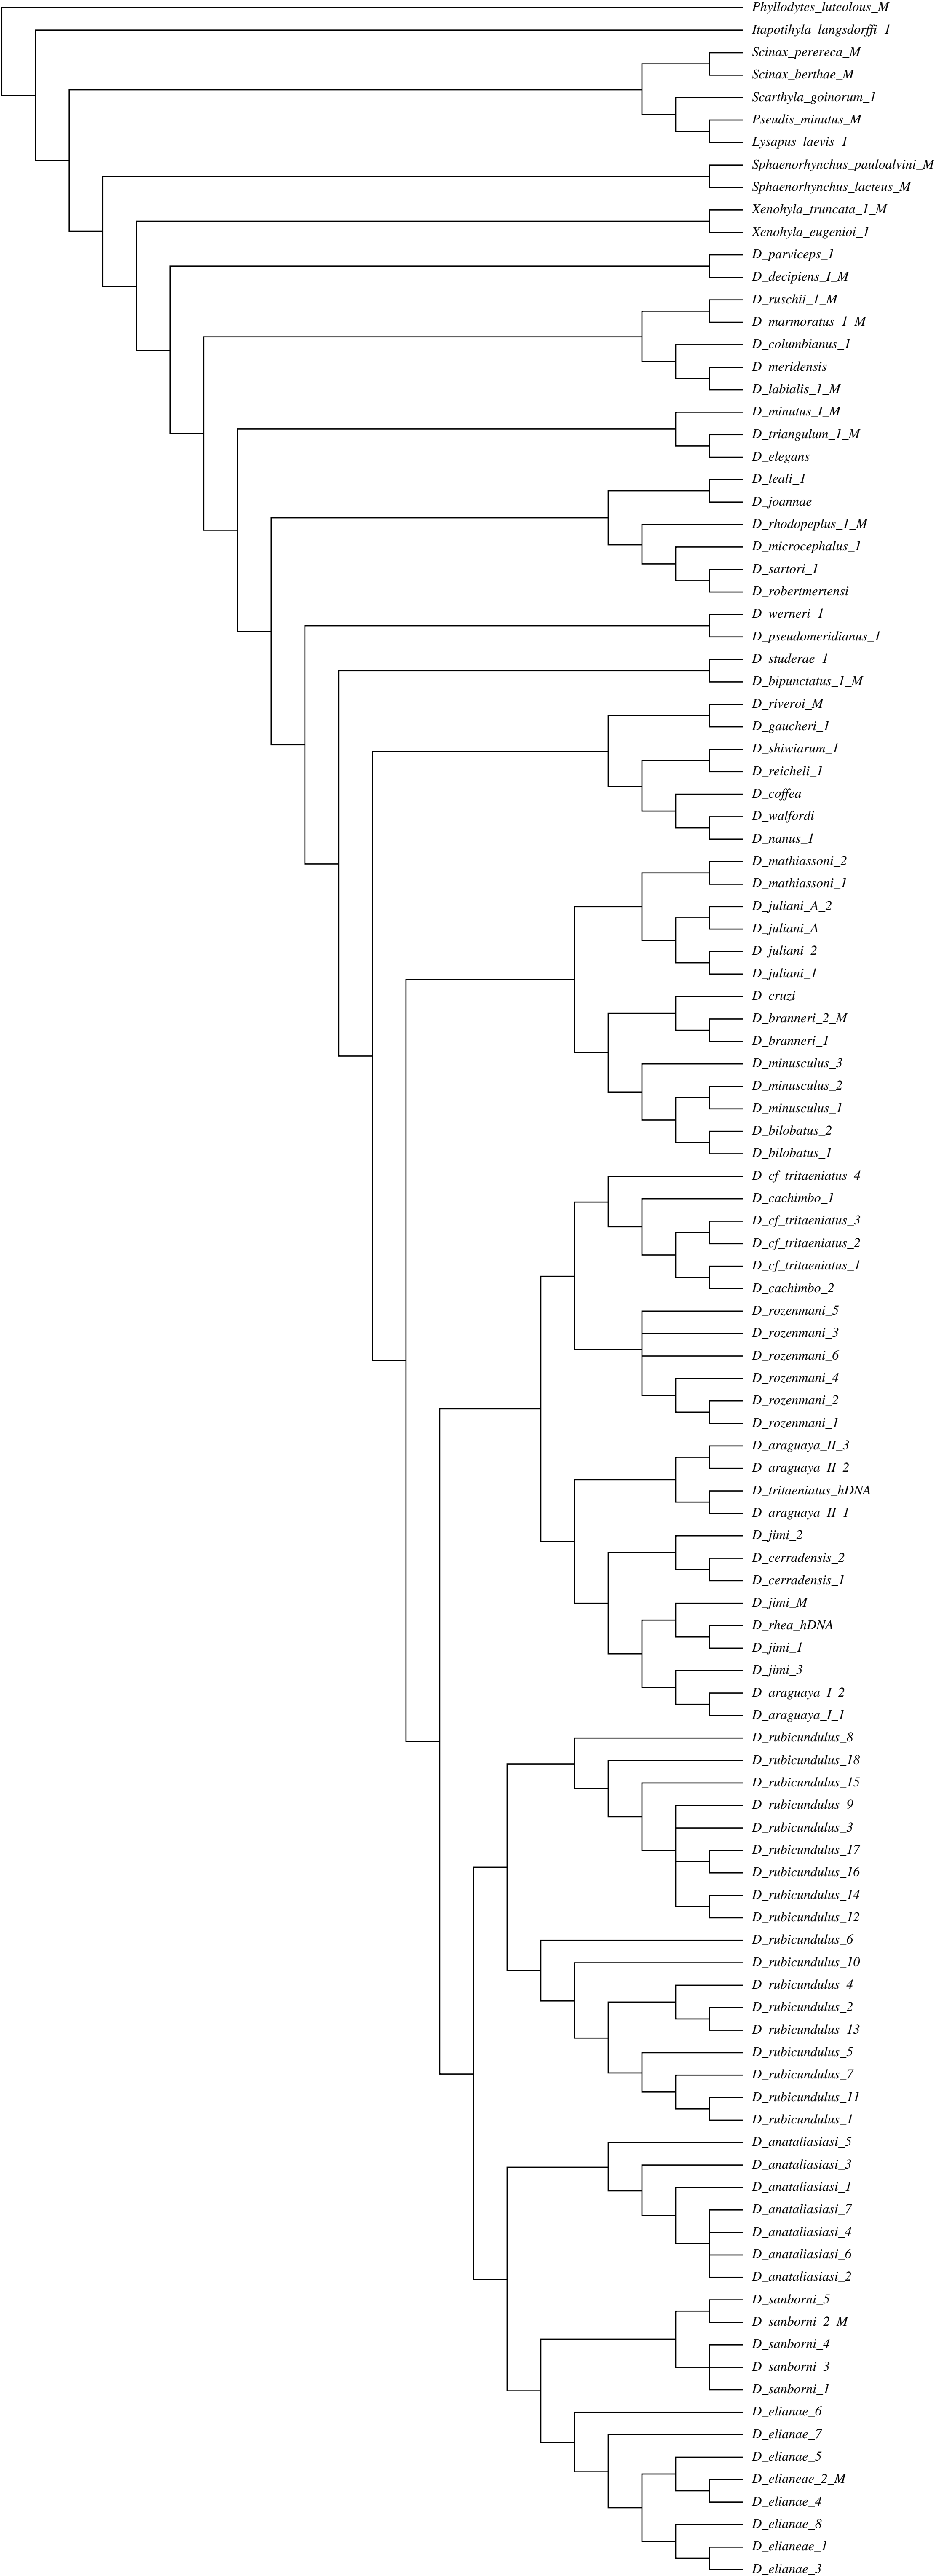 Phyllodytes_luteolous_M
Itapotihyla_langsdorffi_1
Scinax_perereca_M
Scinax_berthae_M
Scarthyla_goinorum_1
Pseudis_minutus_M
Lysapus_laevis_1
Sphaenorhynchus_pauloalvini_M
Sphaenorhynchus_lacteus_M
Xenohyla_truncata_1_M
Xenohyla_eugenioi_1
D_parviceps_1
D_decipiens_I_M
D_ruschii_1_M
D_marmoratus_1_M
D_columbianus_1
D_meridensis
D_labialis_1_M
D_minutus_I_M
D_triangulum_1_M
D_elegans
D_leali_1
D_joannae
D_rhodopeplus_1_M
D_microcephalus_1
D_sartori_1
D_robertmertensi
D_werneri_1
D_pseudomeridianus_1
D_studerae_1
D_bipunctatus_1_M
D_riveroi_M
D_gaucheri_1
D_shiwiarum_1
D_reicheli_1
D_coffea
D_walfordi
D_nanus_1
D_mathiassoni_2
D_mathiassoni_1
D_juliani_A_2
D_juliani_A
D_juliani_2
D_juliani_1
D_cruzi
D_branneri_2_M
D_branneri_1
D_minusculus_3
D_minusculus_2
D_minusculus_1
D_bilobatus_2
D_bilobatus_1
D_cf_tritaeniatus_4
D_cachimbo_1
D_cf_tritaeniatus_3
D_cf_tritaeniatus_2
D_cf_tritaeniatus_1
D_cachimbo_2
D_rozenmani_5
D_rozenmani_3
D_rozenmani_6
D_rozenmani_4
D_rozenmani_2
D_rozenmani_1
D_araguaya_II_3
D_araguaya_II_2
D_tritaeniatus_hDNA
D_araguaya_II_1
D_jimi_2
D_cerradensis_2
D_cerradensis_1
D_jimi_M
D_rhea_hDNA
D_jimi_1
D_jimi_3
D_araguaya_I_2
D_araguaya_I_1
D_rubicundulus_8
D_rubicundulus_18
D_rubicundulus_15
D_rubicundulus_9
D_rubicundulus_3
D_rubicundulus_17
D_rubicundulus_16
D_rubicundulus_14
D_rubicundulus_12
D_rubicundulus_6
D_rubicundulus_10
D_rubicundulus_4
D_rubicundulus_2
D_rubicundulus_13
D_rubicundulus_5
D_rubicundulus_7
D_rubicundulus_11
D_rubicundulus_1
D_anataliasiasi_5
D_anataliasiasi_3
D_anataliasiasi_1
D_anataliasiasi_7
D_anataliasiasi_4
D_anataliasiasi_6
D_anataliasiasi_2
D_sanborni_5
D_sanborni_2_M
D_sanborni_4
D_sanborni_3
D_sanborni_1
D_elianae_6
D_elianae_7
D_elianae_5
D_elianeae_2_M
D_elianae_4
D_elianae_8
D_elianeae_1
D_elianae_3